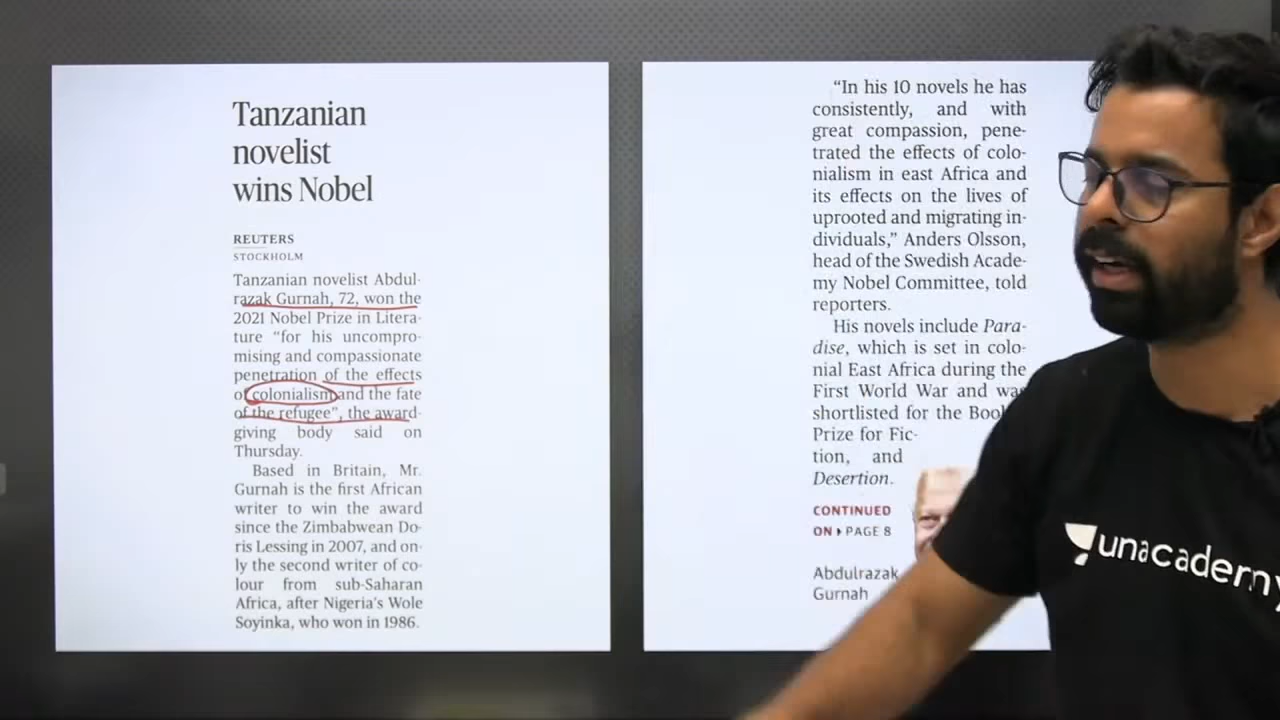 Tanzanian
novelist
wins Nobel
REUTERS
STOCKHOLM
Tanzanian novelist Abdul-
razak Gurnah, 72, won the
2021 Nobel Prize in Litera-
ture “for his uncompro-
mising and compassionate
penetration of the effects
of colonialism and the fate
of the refugee”, the award-
giving body said on
Thursday.
Based in Britain, Mr.
Gurnah is the first African
writer to win the award
since the Zimbabwean Do-
ris Lessing in 2007, and on-
ly the second writer of co-
lour from sub-Saharan
Africa, after Nigeria's Wole
Soyinka, who won in 1986.
“In his 10 novels he has
consistently, and with
great compassion, pene-
trated the effects of colo-
nialism in east Africa and
its effects on the lives of
uprooted and migrating in-
dividuals,” Anders Olsson,
head of the Swedish Acade-
my Nobel Committee, told
reporters.
His novels include Para-
dise, which is set in colo-
nial East Africa during the
First World War and was
shortlisted for the Book
Prize for Fic-
tion, and
Desertion.
CONTINUED
ON ▸ PAGE 8
Abdulrazak
Gurnah
unacademy